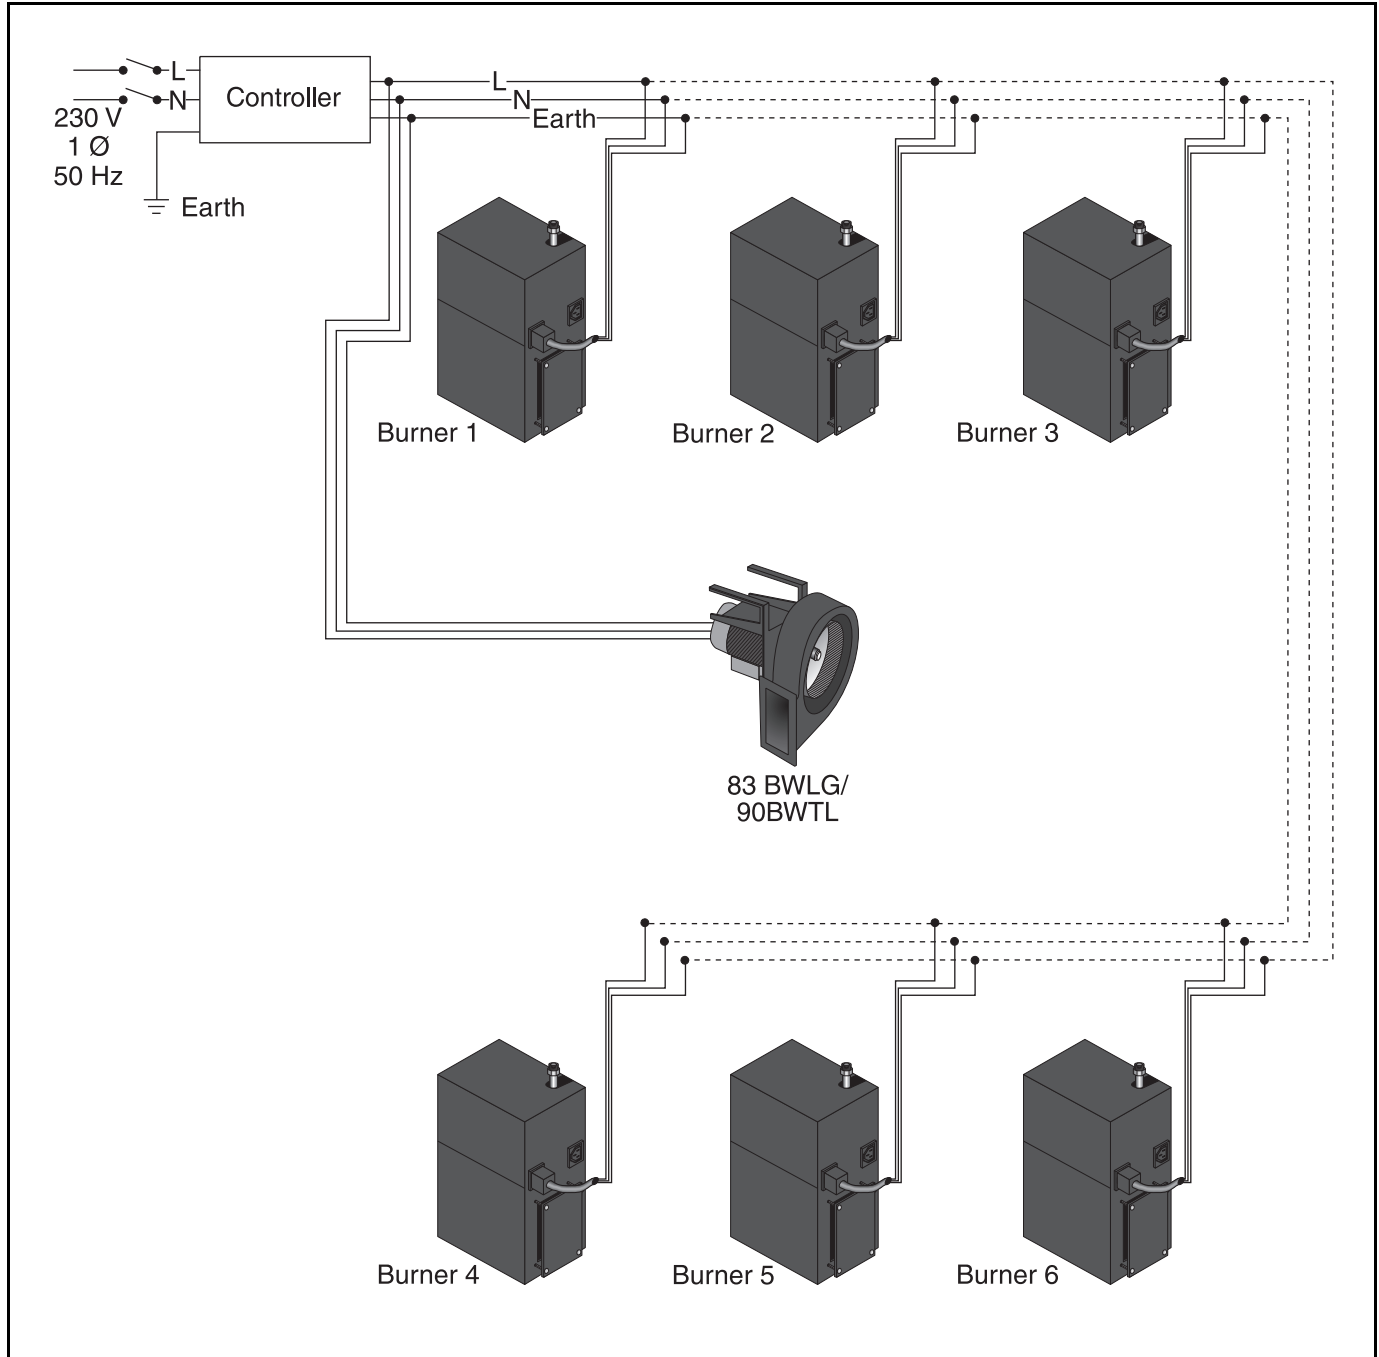 L
N
230 V
1 Ø
50 Hz
Earth
Controller
L
N
Earth
Burner 1
Burner 2
Burner 3
83 BWLG/
90BWTL
Burner 4
Burner 5
Burner 6